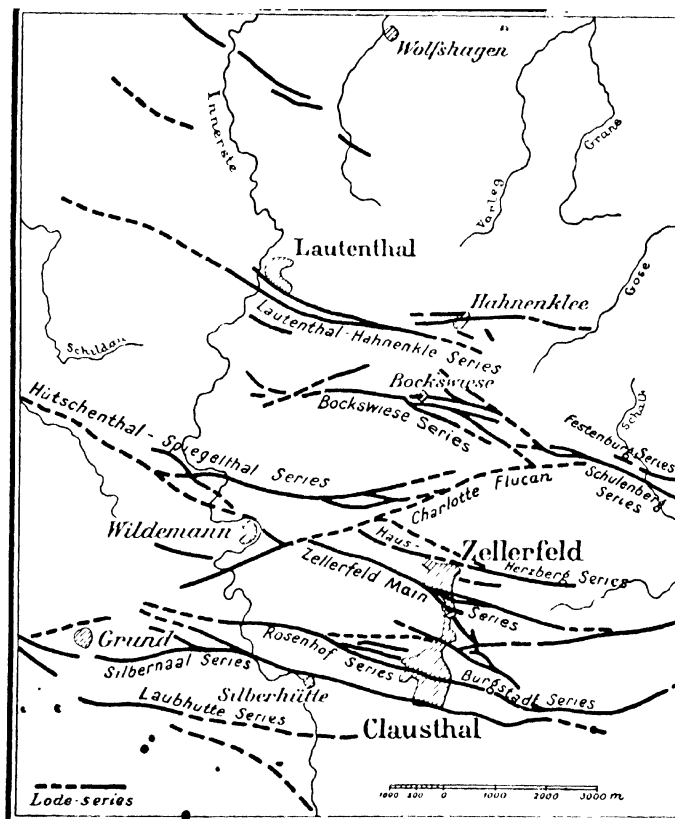 Wolfshagen
Innerste
Grane
Varleg
Lautenthal
Gose
Hahnenklee
Lautenthal-Hahnenkle Series
Schildau
Bockswiese
Schalk
Hütschenthal-Spiegelthal Series
Bockswiese Series
Festenburg Series
Schulenberg Series
Charlotte Flucan
Wildemann
Haus-Herzberg Series
Zellerfeld
Zellerfeld Main Series
Grund
Rosenhof Series
Silbernaal Series
Burgstadt Series
Silberhütte
Laubhutte Series
Clausthal
Lode-series
1000 500 0 1000 2000 3000 m